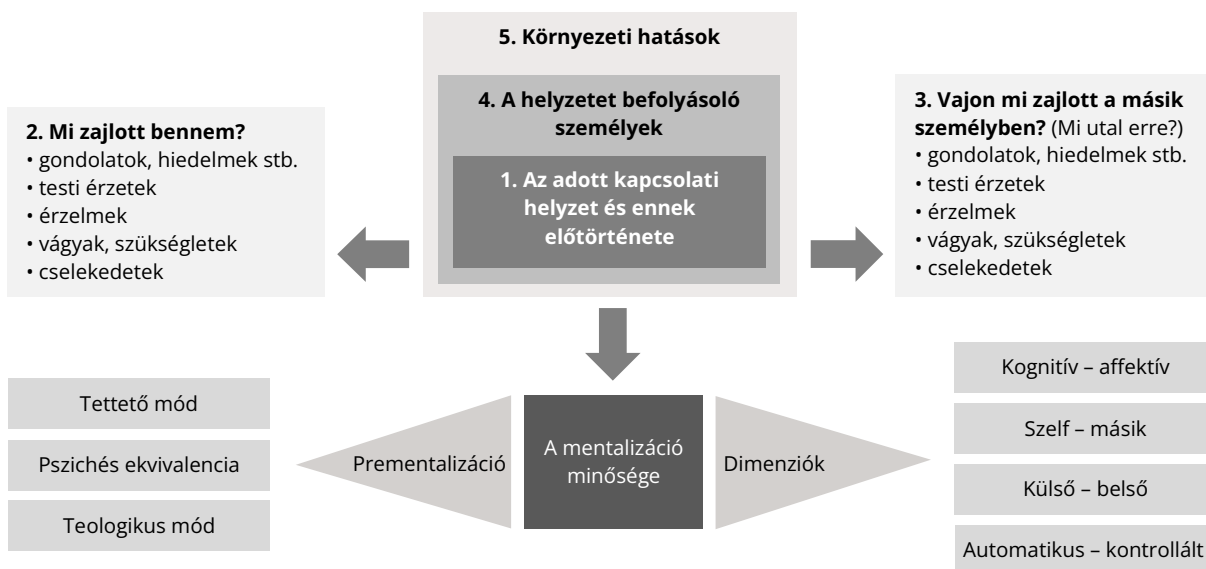 5. Környezeti hatások
4. A helyzetet befolyásoló
személyek
1. Az adott kapcsolati
helyzet és ennek
előtörténete
2. Mi zajlott bennem?
• gondolatok, hiedelmek stb.
• testi érzetek
• érzelmek
• vágyak, szükségletek
• cselekedetek
3. Vajon mi zajlott a másik
személyben? (Mi utal erre?)
• gondolatok, hiedelmek stb.
• testi érzetek
• érzelmek
• vágyak, szükségletek
• cselekedetek
Tettető mód
Pszichés ekvivalencia
Teologikus mód
Prementalizáció
A mentalizáció
minősége
Dimenziók
Kognitív – affektív
Szelf – másik
Külső – belső
Automatikus – kontrollált